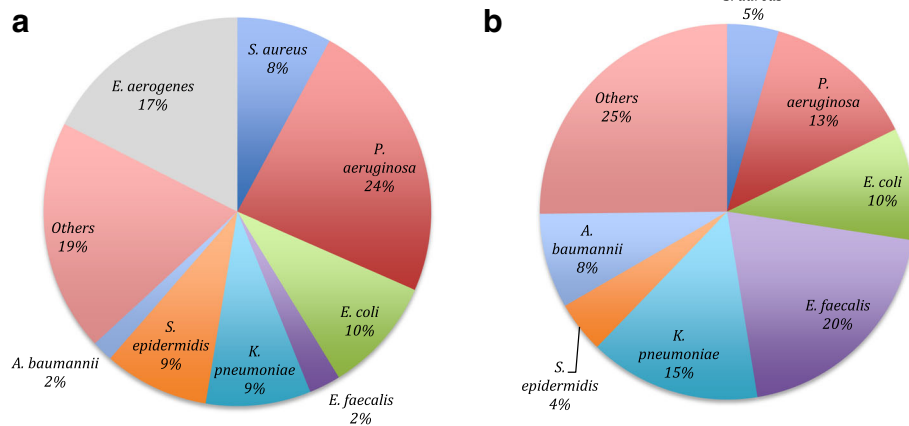 a
S. aureus
8%
P.
aeruginosa
24%
E. coli
10%
E. faecalis
2%
K.
pneumoniae
9%
S.
epidermidis
9%
A. baumannii
2%
Others
19%
E. aerogenes
17%
b
5%
P.
aeruginosa
13%
E. coli
10%
E. faecalis
20%
K.
pneumoniae
15%
S.
epidermidis
4%
A.
baumannii
8%
Others
25%